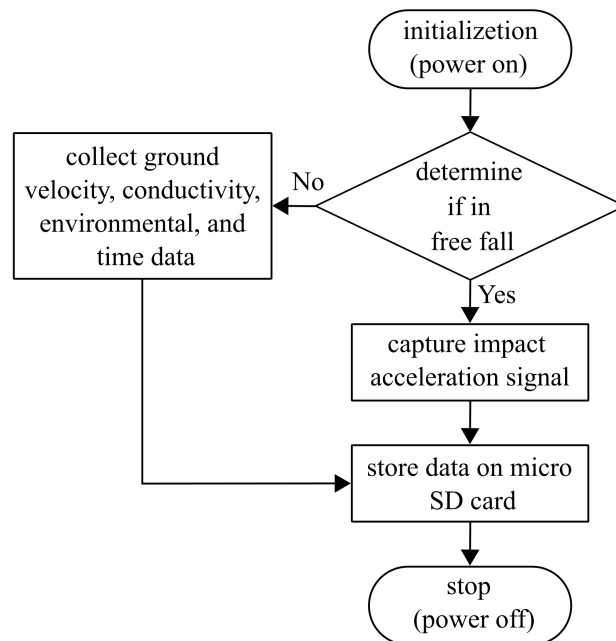 initializetion
(power on)
determine
if in
free fall
No
collect ground
velocity, conductivity,
environmental, and
time data
Yes
capture impact
acceleration signal
store data on micro
SD card
stop
(power off)